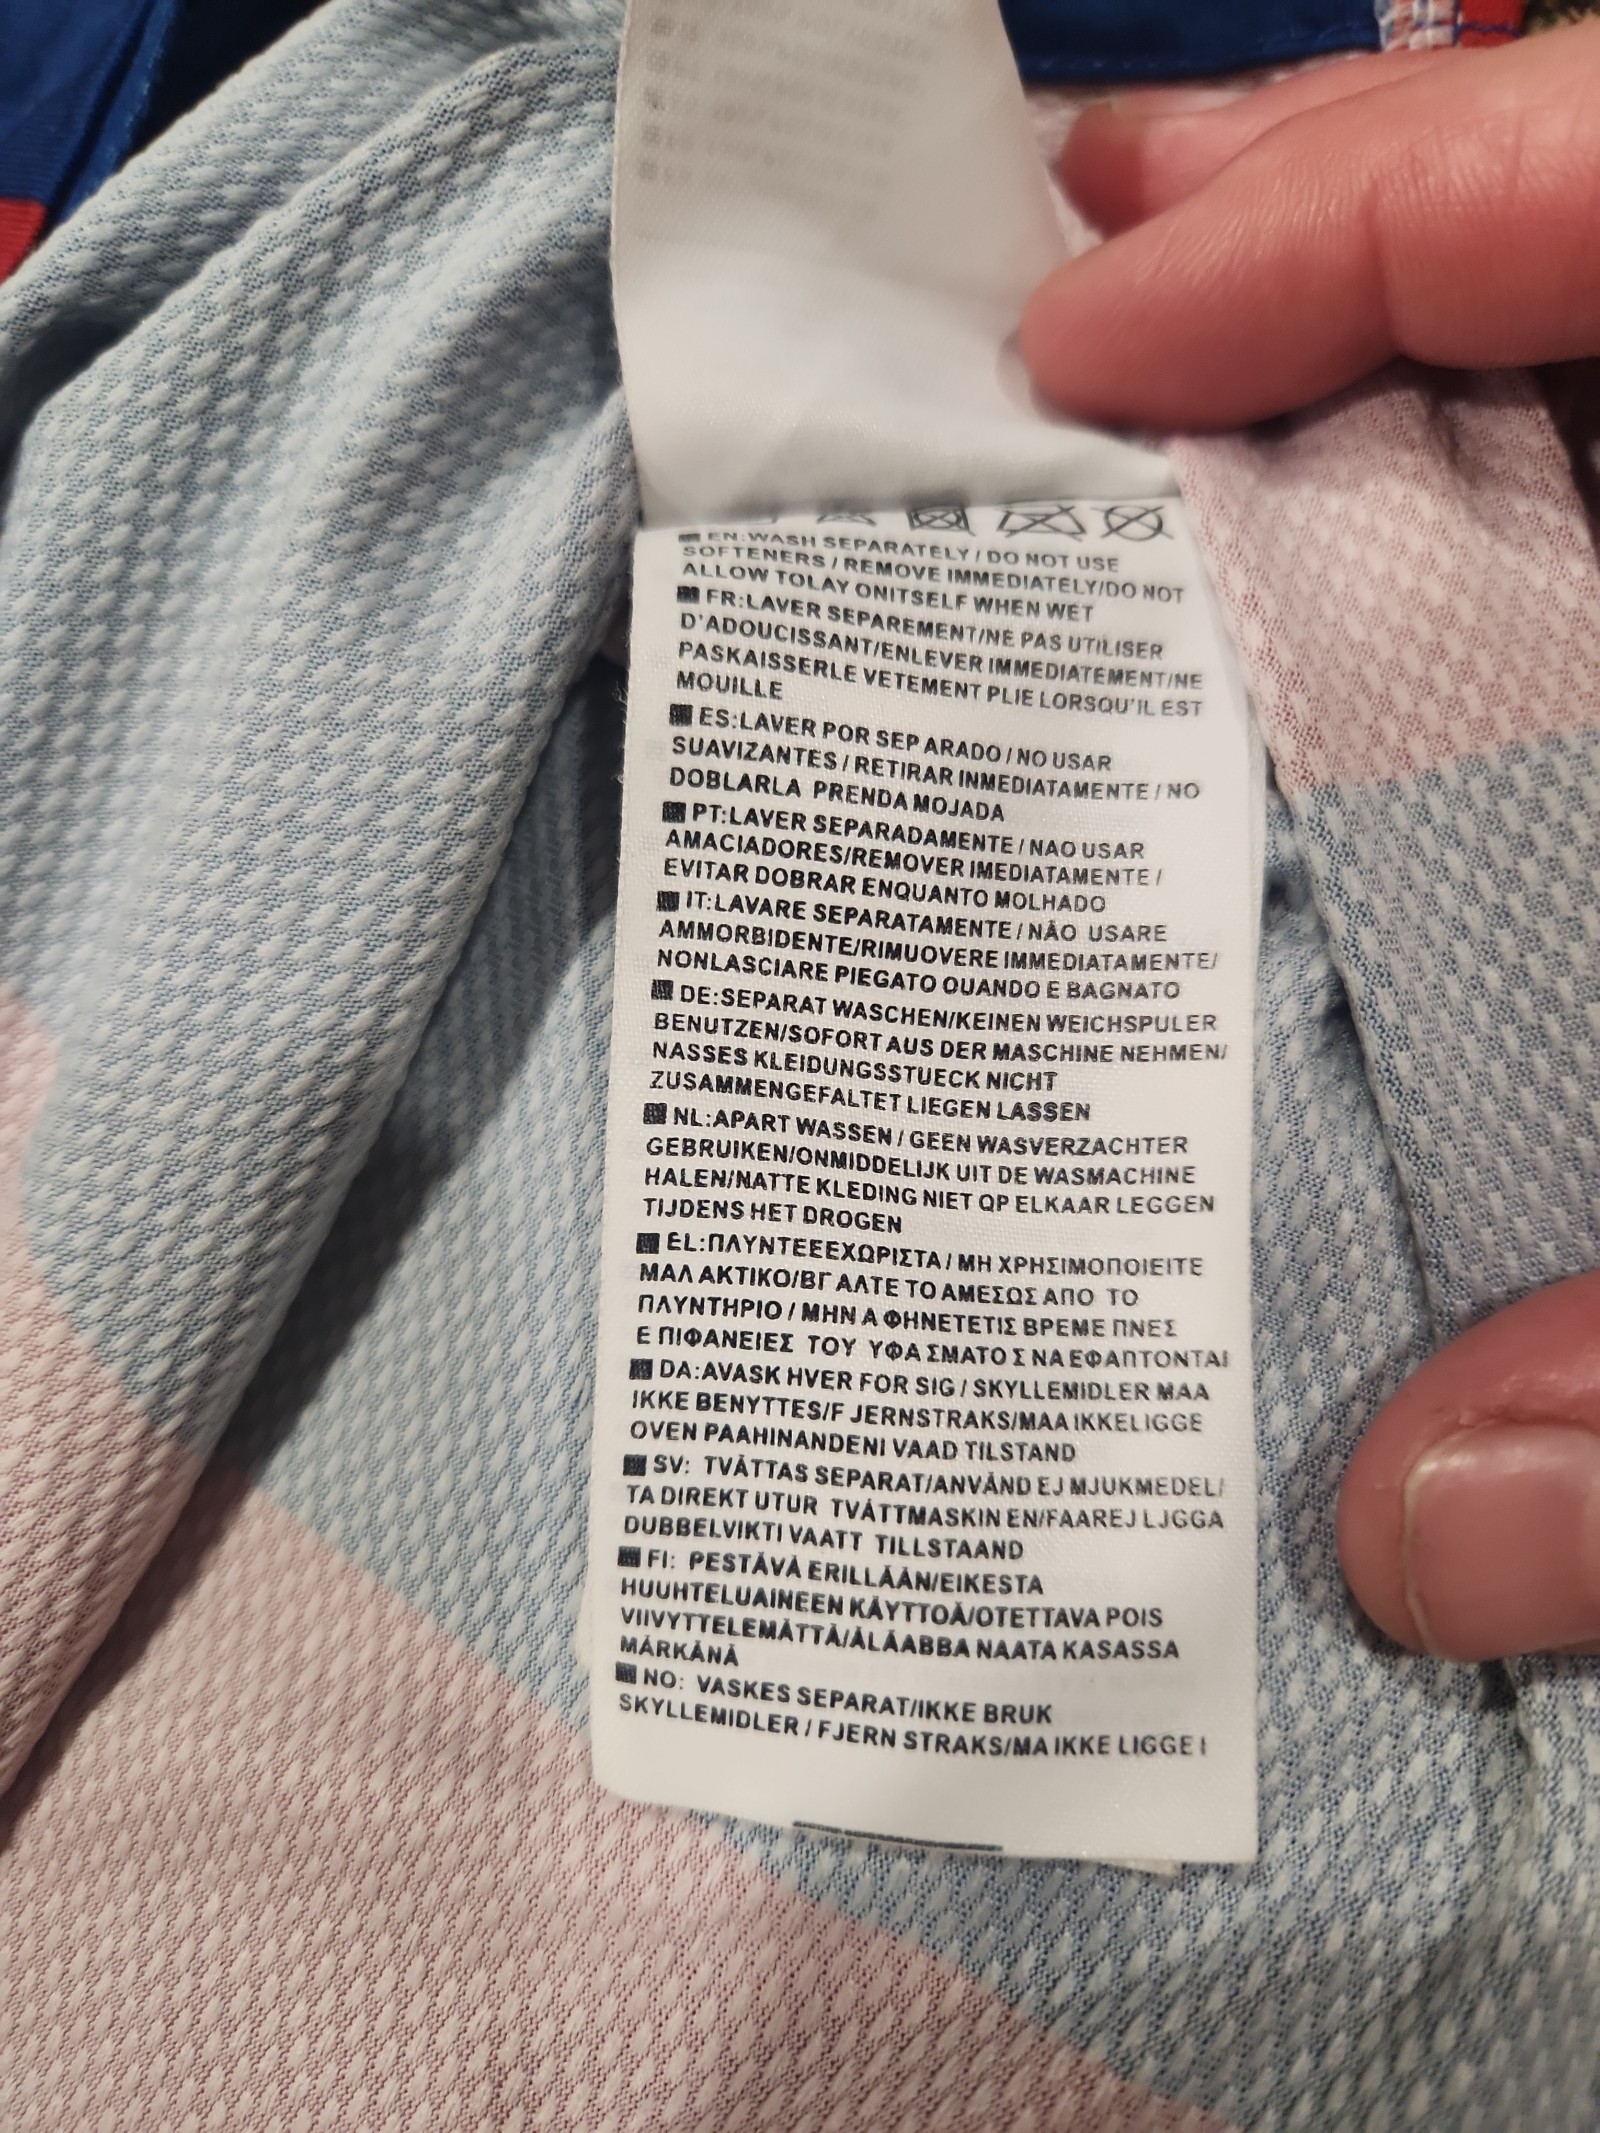 EN:WASH SEPARATELY / DO NOT USE
SOFTENERS / REMOVE IMMEDIATELY/DO NOT
ALLOW TOLAY ONITSELF WHEN WET
FR:LAVER SEPAREMENT/NE PAS UTILISER
D'ADOUCISSANT/ENLEVER IMMEDIATEMENT/NE
PASKAISSERLE VETEMENT PLIE LORSQU'IL EST
MOUILLE
ES:LAVER POR SEP ARADO / NO USAR
SUAVIZANTES / RETIRAR INMEDIATAMENTE / NO
DOBLARLA PRENDA MOJADA
PT:LAVER SEPARADAMENTE / NAO USAR
AMACIADORES/REMOVER IMEDIATAMENTE /
EVITAR DOBRAR ENQUANTO MOLHADO
IT:LAVARE SEPARATAMENTE / NÃO USARE
AMMORBIDENTE/RIMUOVERE IMMEDIATAMENTE/
NONLASCIARE PIEGATO OUANDO E BAGNATO
DE:SEPARAT WASCHEN/KEINEN WEICHSPULER
BENUTZEN/SOFORT AUS DER MASCHINE NEHMEN/
NASSES KLEIDUNGSSTUECK NICHT
ZUSAMMENGEFALTET LIEGEN LASSEN
NL:APART WASSEN / GEEN WASVERZACHTER
GEBRUIKEN/ONMIDDELIJK UIT DE WASMACHINE
HALEN/NATTE KLEDING NIET QP ELKAAR LEGGEN
TIJDENS HET DROGEN
EL:ΠΛΥΝΤΕΕΕΧΩΡΙΣΤΑ / ΜΗ ΧΡΗΣΙΜΟΠΟΙΕΙΤΕ
ΜΑΛ ΑΚΤΙΚΟ/ΒΓ ΑΛΤΕ ΤΟ ΑΜΕΣΩΣ ΑΠΟ ΤΟ
ΠΛΥΝΤΗΡΙΟ / ΜΗΝ Α ΦΗΝΕΤΕΤΙΣ ΒΡΕΜΕ ΠΝΕΣ
Ε ΠΙΦΑΝΕΙΕΣ ΤΟΥ ΥΦΑ ΣΜΑΤΟ Σ ΝΑ ΕΦΑΠΤΟΝΤΑΙ
DA:AVASK HVER FOR SIG / SKYLLEMIDLER MAA
IKKE BENYTTES/F JERNSTRAKS/MAA IKKELIGGE
OVEN PAAHINANDENI VAAD TILSTAND
SV: TVÅTTAS SEPARAT/ANVÄND EJ MJUKMEDEL/
TA DIREKT UTUR TVÅTTMASKIN EN/FAAREJ LJGGA
DUBBELVIKTI VAATT TILLSTAAND
FI: PESTÄVÄ ERILLÄÄN/EIKESTA
HUUHTELUAINEEN KÄYTTOÄ/OTETTAVA POIS
VIIVYTTELEMÄTTÄ/ÄLÄABBA NAATA KASASSA
MÄRKÄNÄ
NO: VASKES SEPARAT/IKKE BRUK
SKYLLEMIDLER / FJERN STRAKS/MA IKKE LIGGE I